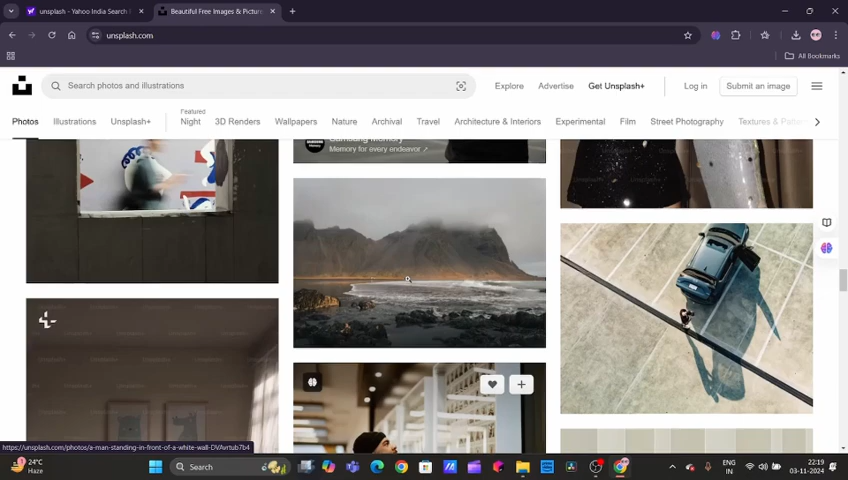 unsplash - Yahoo India Search
Beautiful Free Images & Picture
unsplash.com
All Bookmarks
Search photos and illustrations
Explore
Advertise
Get Unsplash+
Log in
Submit an image
Photos
Illustrations
Unsplash+
Featured
Night
3D Renders
Wallpapers
Nature
Archival
Travel
Architecture & Interiors
Experimental
Film
Street Photography
Textures &
Memory for every endeavor
https://unsplash.com/photos/a-man-standing-in-front-of-a-white-wall-DVAvrtub7b4
24°C
Haze
Search
ENG
IN
22:19
03-11-2024